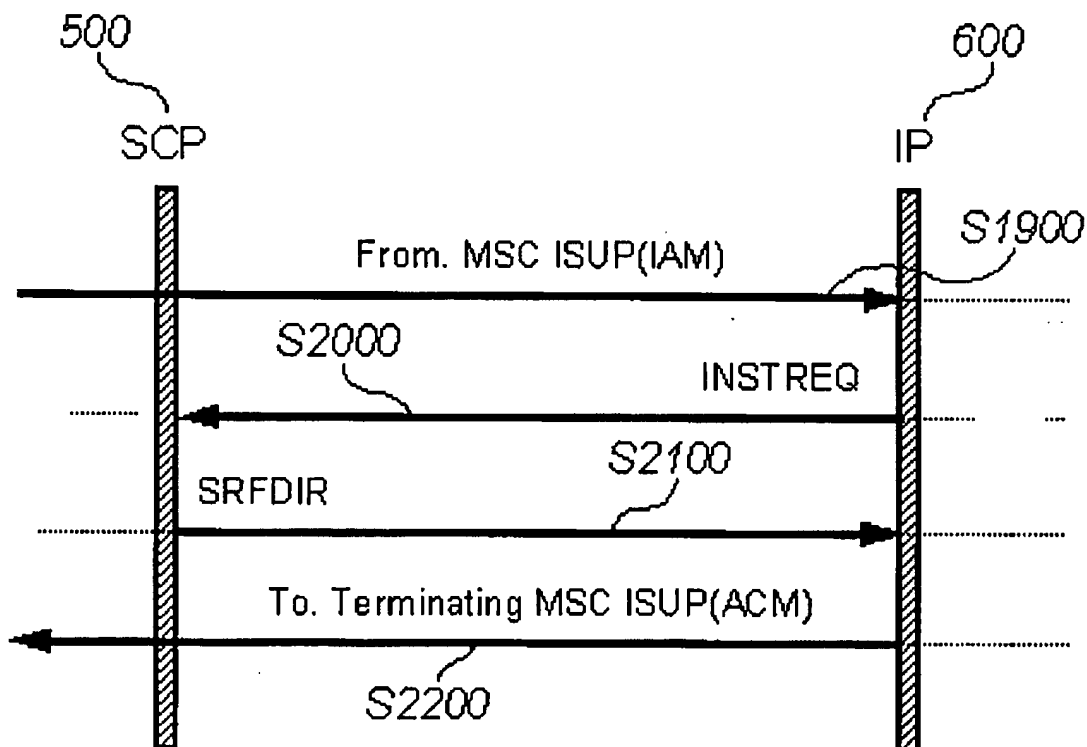 500
600
SCP
IP
S1900
From. MSC ISUP(IAM)
S2000
INSTREQ
S2100
SRFDIR
To. Terminating MSC ISUP(ACM)
S2200